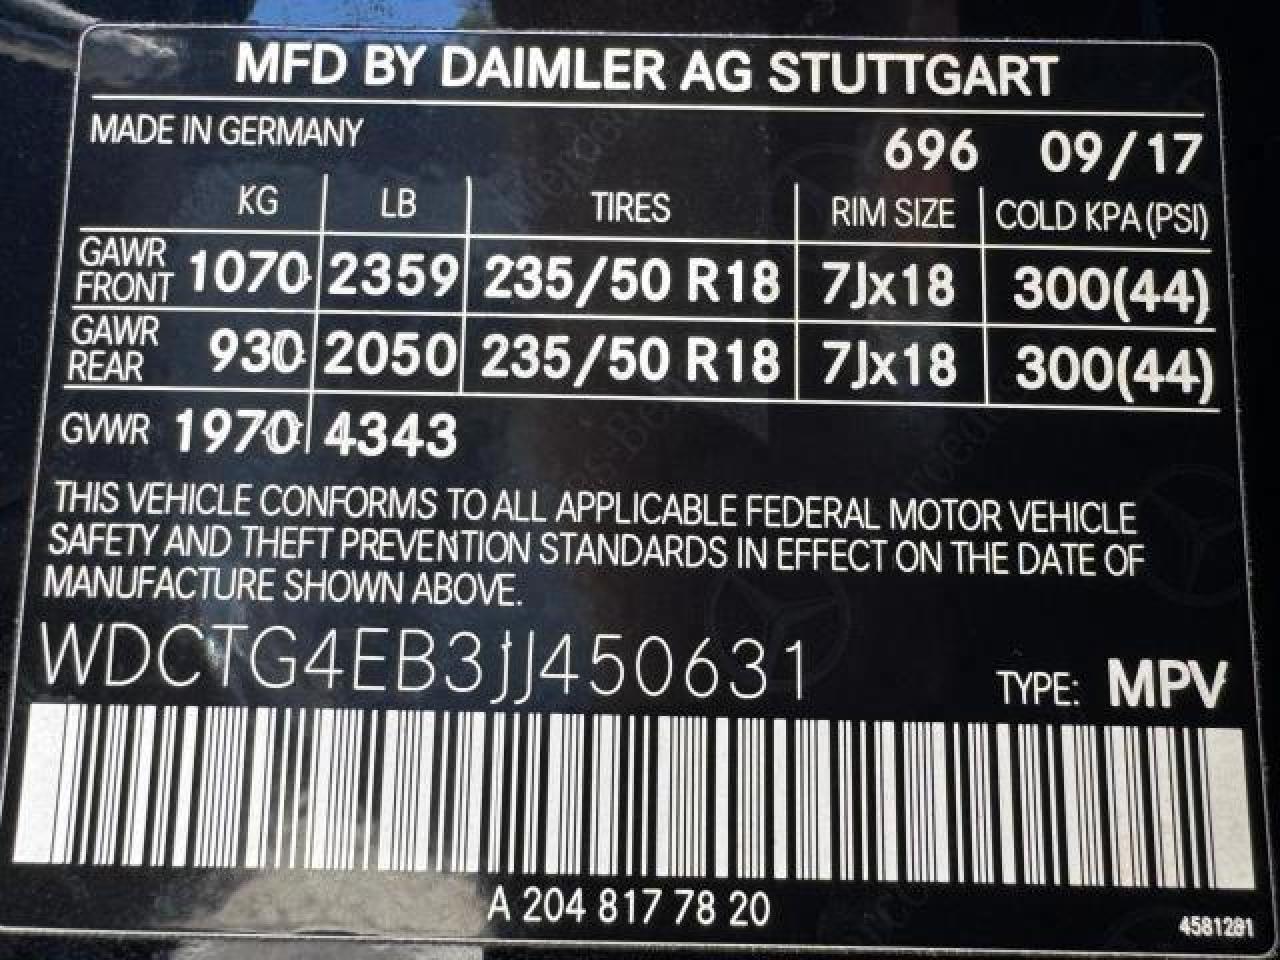 MFD BY DAIMLER AG STUTTGART
MADE IN GERMANY 696 09/17
KG LB TIRES RIM SIZE COLD KPA (PSI)
GAWR FRONT 1070 2359 235/50 R18 7Jx18 300(44)
GAWR REAR 930 2050 235/50 R18 7Jx18 300(44)
GVWR 1970 4343
THIS VEHICLE CONFORMS TO ALL APPLICABLE FEDERAL MOTOR VEHICLE
SAFETY AND THEFT PREVENTION STANDARDS IN EFFECT ON THE DATE OF
MANUFACTURE SHOWN ABOVE.
WDCTG4EB3JJ450631 TYPE: MPV
A 204 817 78 20
4581281